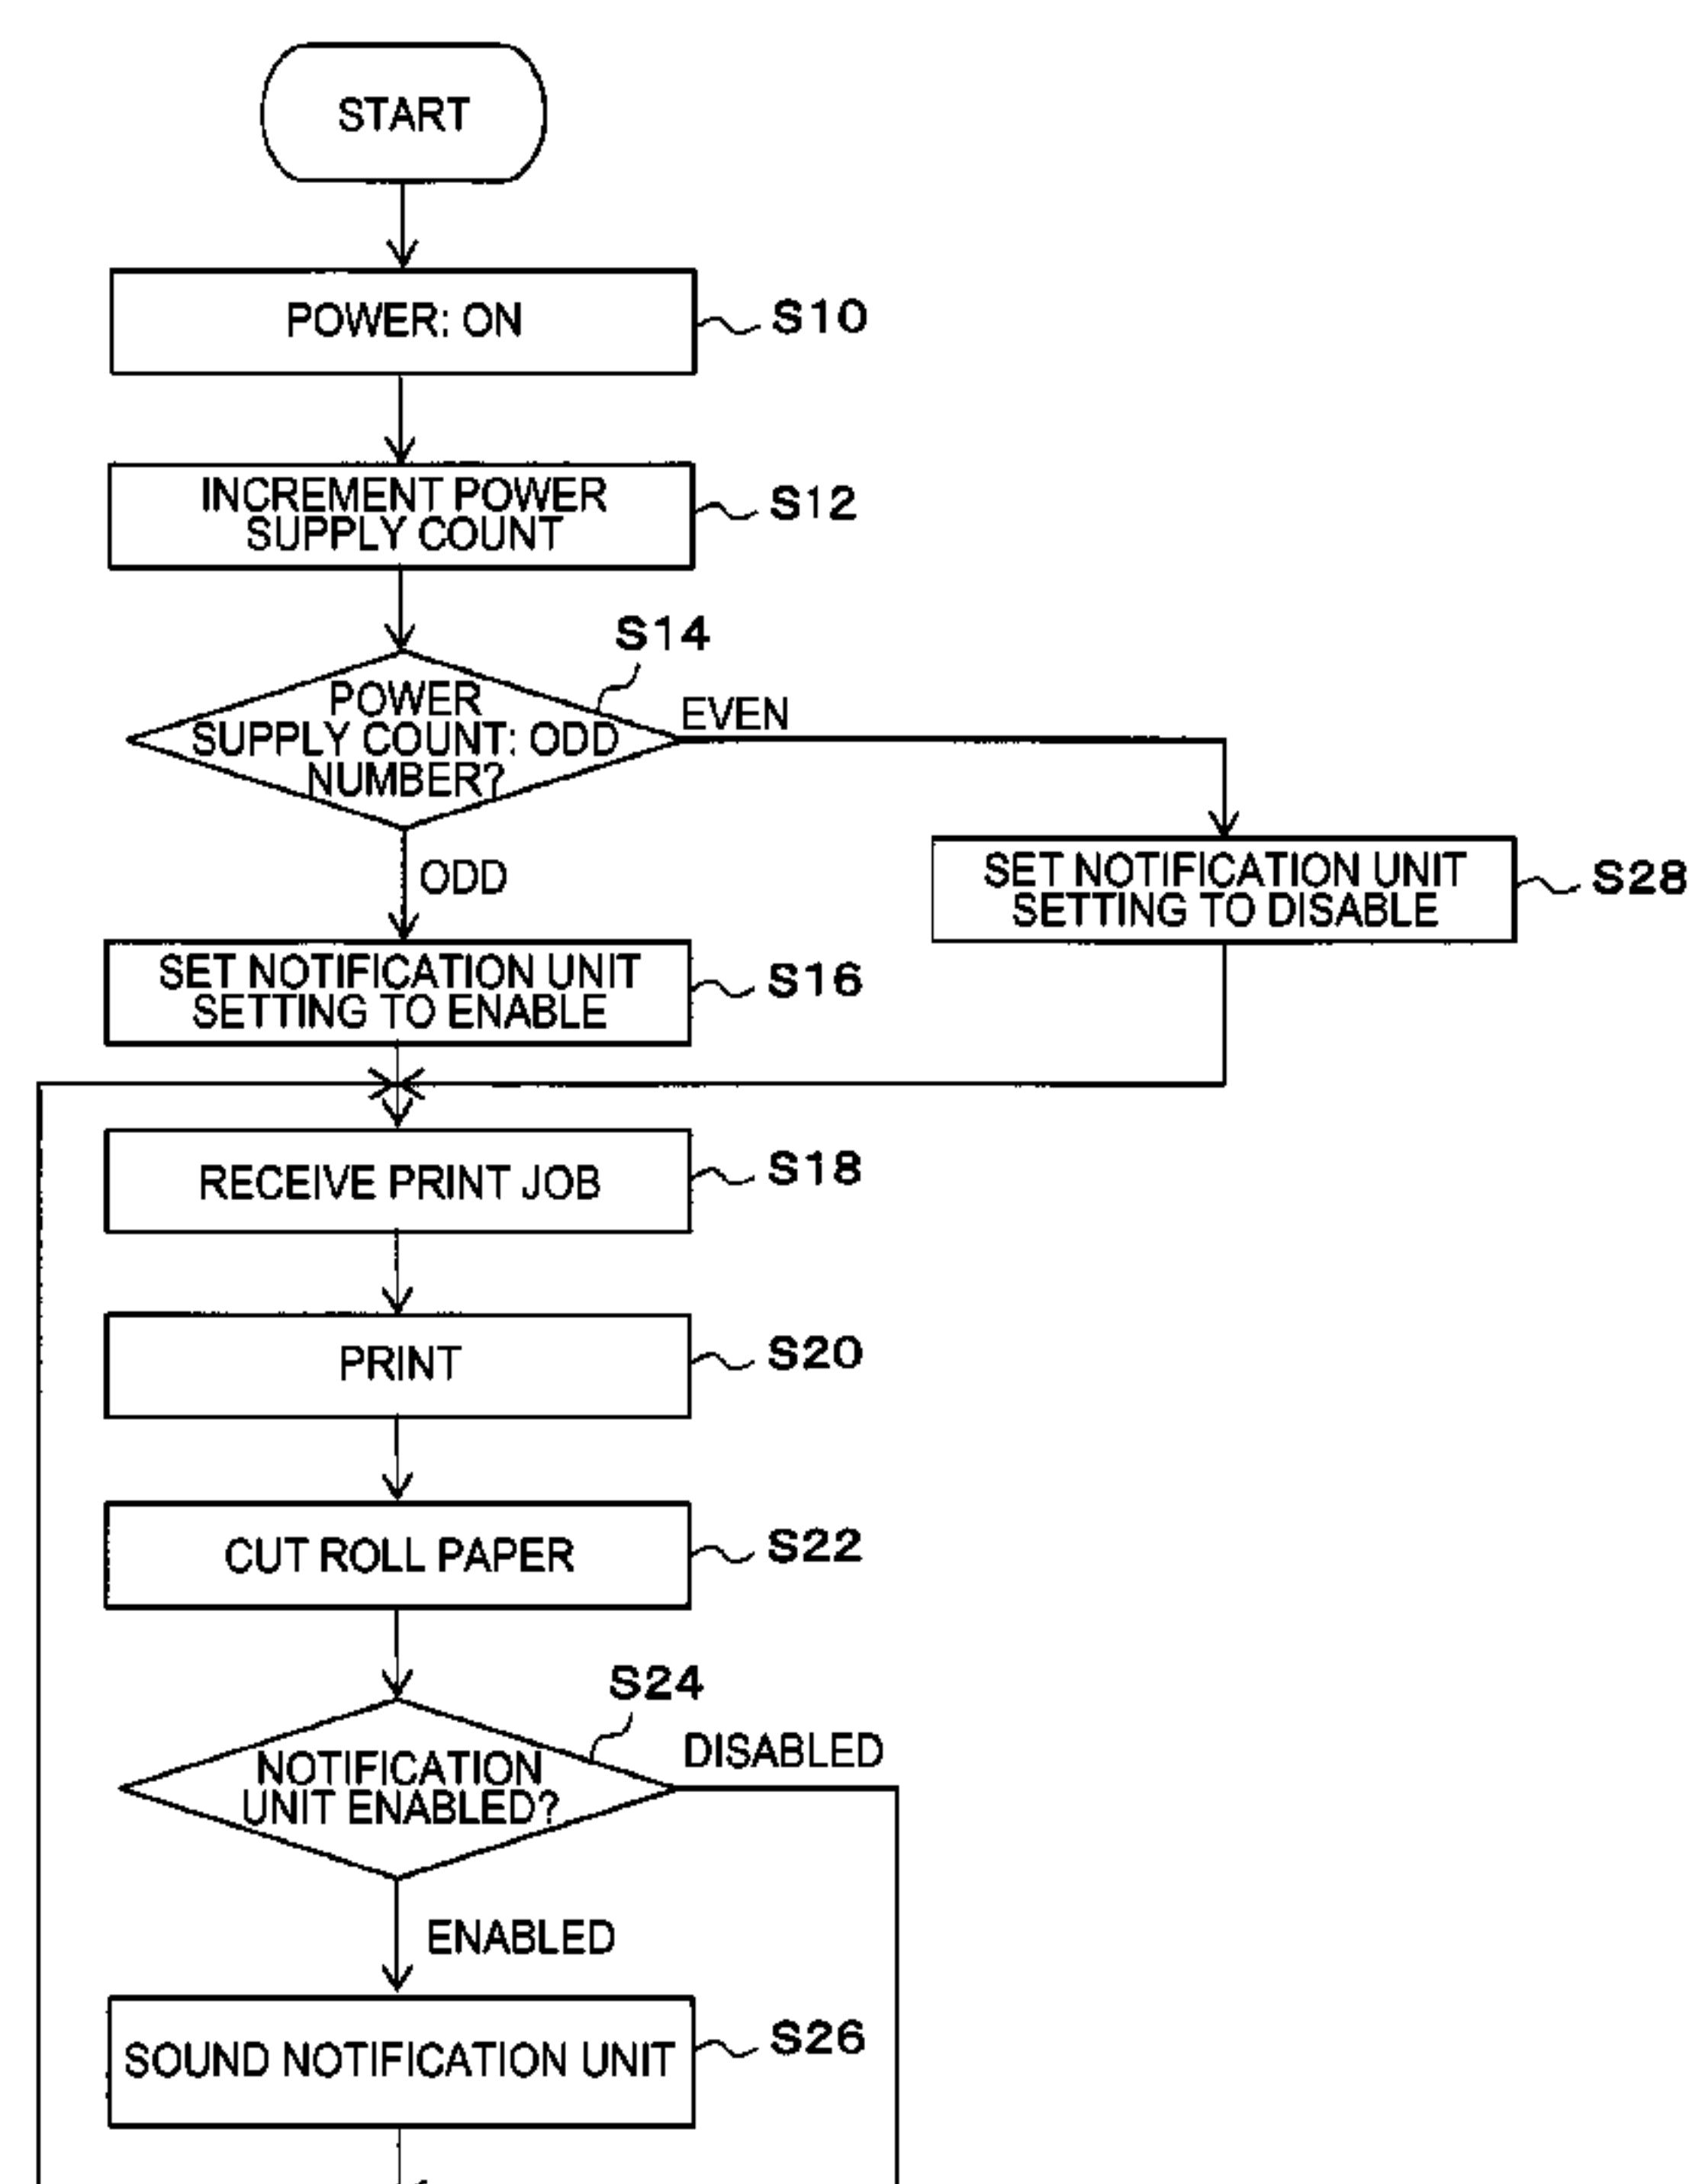 START
POWER: ON
S10
INCREMENT POWER
SUPPLY COUNT
S12
S14
POWER
SUPPLY COUNT: ODD
NUMBER?
EVEN
ODD
SET NOTIFICATION UNIT
SETTING TO DISABLE
S28
SET NOTIFICATION UNIT
SETTING TO ENABLE
S16
RECEIVE PRINT JOB
S18
PRINT
S20
CUT ROLL PAPER
S22
S24
NOTIFICATION
UNIT ENABLED?
DISABLED
ENABLED
SOUND NOTIFICATION UNIT
S26